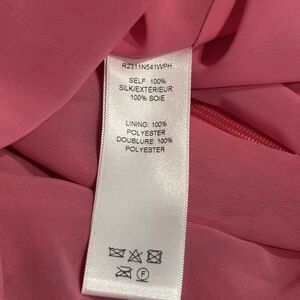 R2311N541WPH
SELF: 100%
SILK/EXTÉRIEUR:
100% SOIE
LINING: 100%
POLYESTER
DOUBLURE: 100%
POLYESTER
F